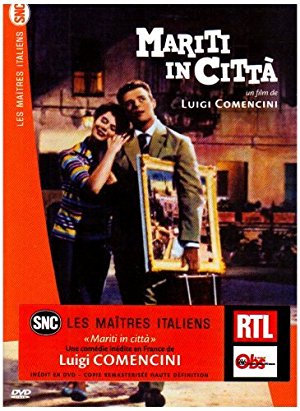 SNC LES MAÎTRES ITALIENS
MARITI
IN CITTÀ
un film de
LUIGI COMENCINI
SNC LES MAÎTRES ITALIENS
« Mariti in città »
Une comédie inédite en France de
Luigi COMENCINI
INÉDIT EN DVD - COPIE REMASTERISÉE HAUTE DÉFINITION
RTL
Obs
DVD